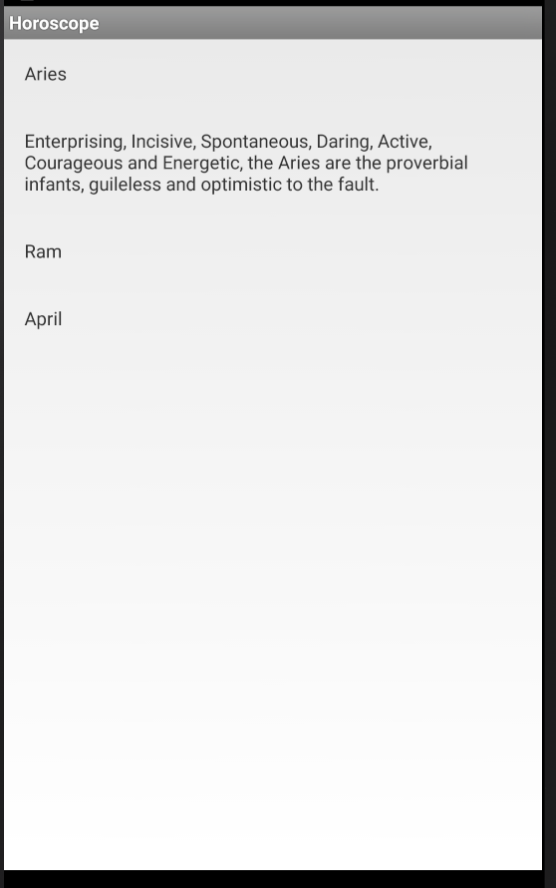 Horoscope
Aries
Enterprising, Incisive, Spontaneous, Daring, Active,
Courageous and Energetic, the Aries are the proverbial
infants, guileless and optimistic to the fault.
Ram
April